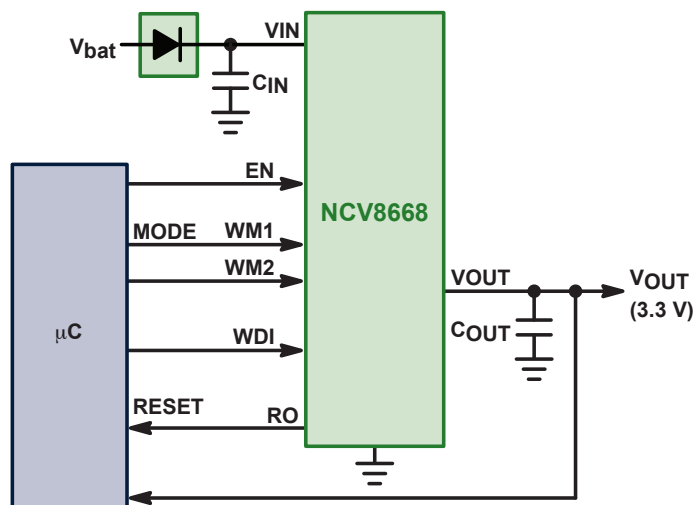 VIN
Vbat
CIN
EN
NCV8668
MODE WM1
WM2
VOUT
VOUT
(3.3 V)
COUT
µC
WDI
RESET
RO